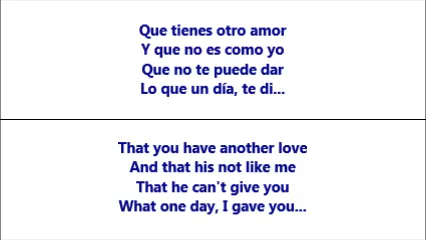 Que tienes otro amor
Y que no es como yo
Que no te puede dar
Lo que un día, te di...
That you have another love
And that his not like me
That he can't give you
What one day, I gave you...